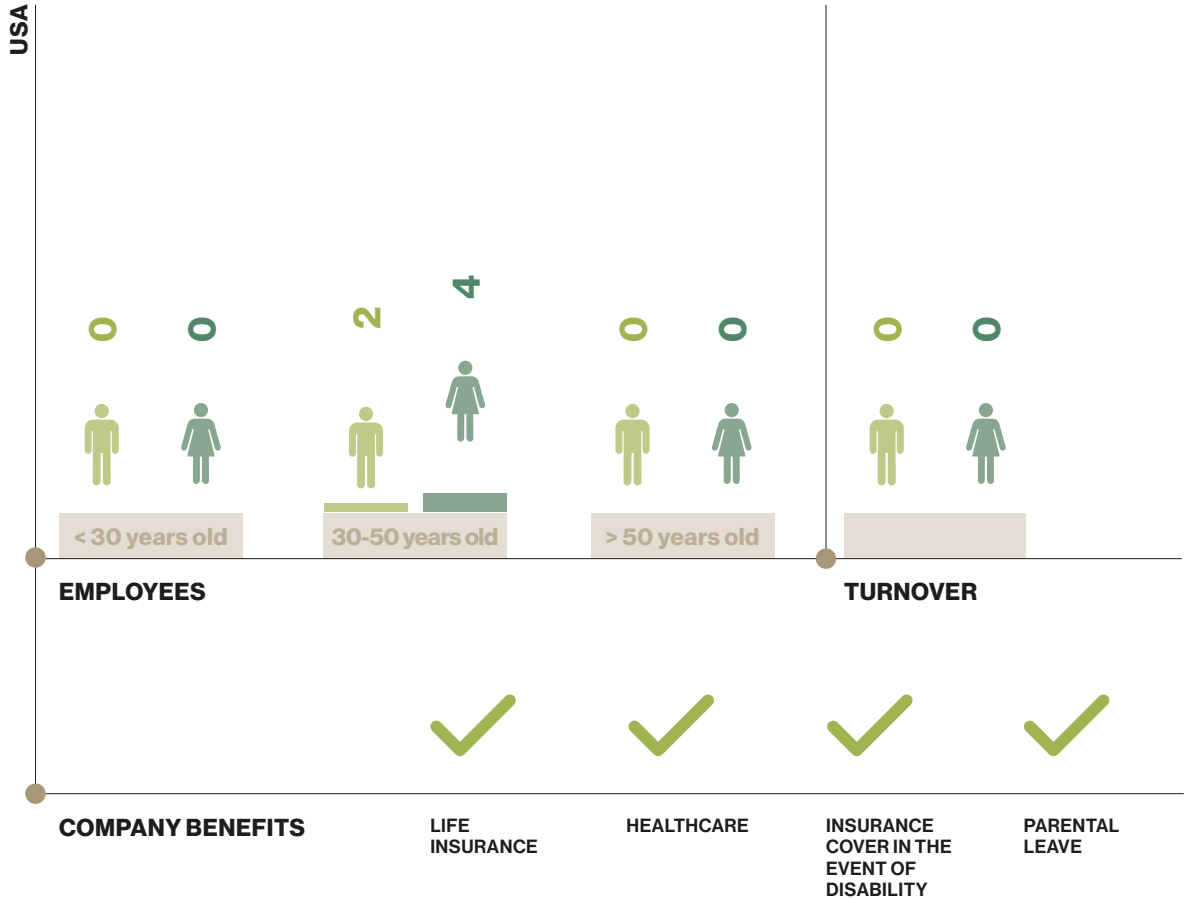 USA
0
0
2
4
0
0
0
0
< 30 years old
30-50 years old
> 50 years old
EMPLOYEES
TURNOVER
COMPANY BENEFITS
LIFE
INSURANCE
HEALTHCARE
INSURANCE
COVER IN THE
EVENT OF
DISABILITY
PARENTAL
LEAVE